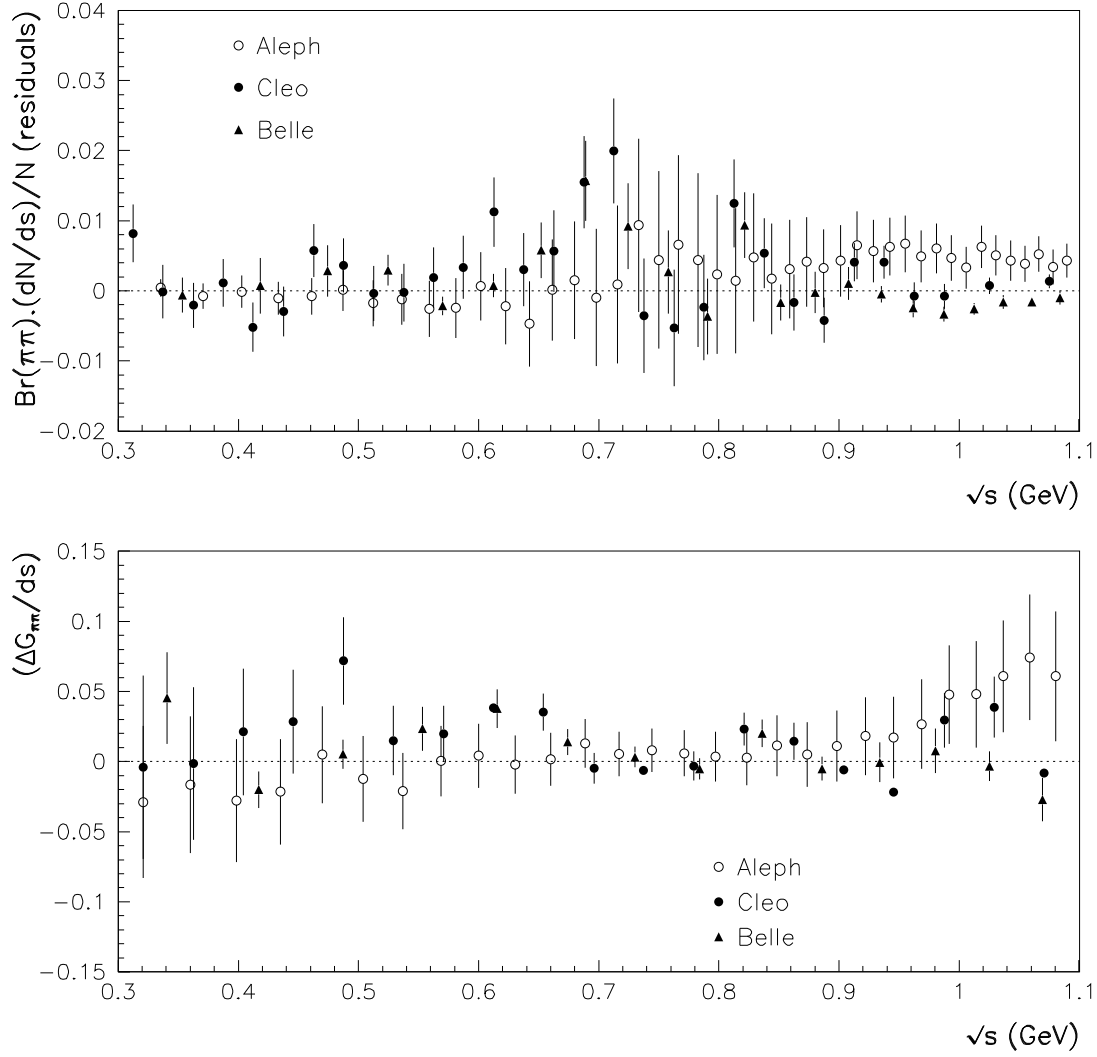 Br(ππ).(dN/ds)/N (residuals)
0.04
0.03
0.02
0.01
0
−0.01
−0.02
Aleph
Cleo
Belle
0.3 0.4 0.5 0.6 0.7 0.8 0.9 1 1.1
√s (GeV)
(ΔGππ/ds)
0.15
0.1
0.05
0
−0.05
−0.1
−0.15
Aleph
Cleo
Belle
0.3 0.4 0.5 0.6 0.7 0.8 0.9 1 1.1
√s (GeV)